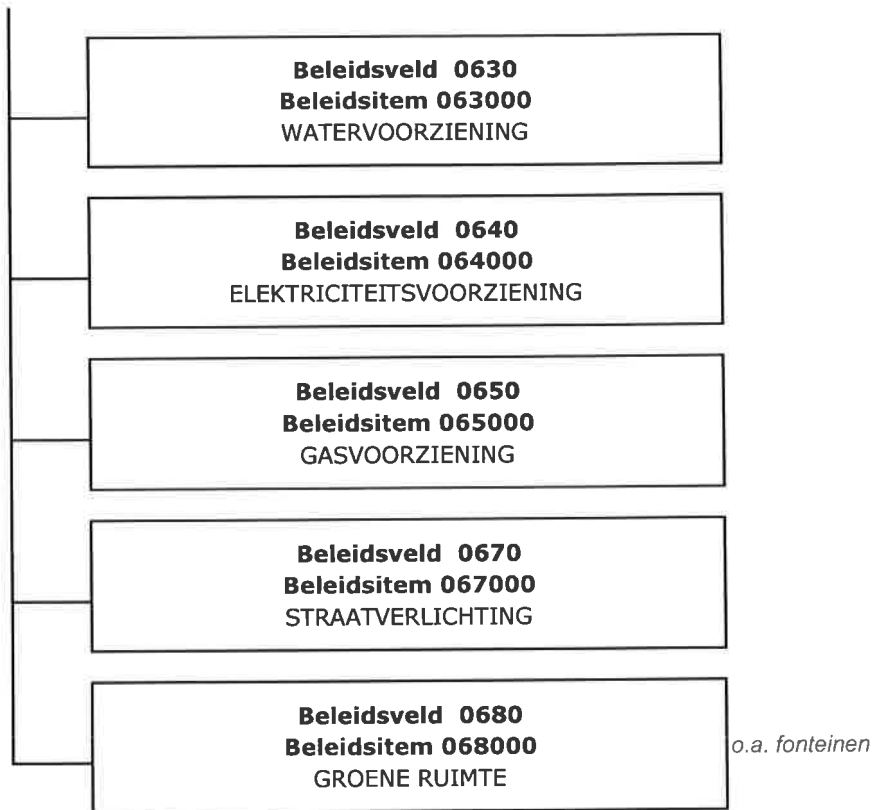 Beleidsveld 0630
Beleidsitem 063000
WATERVOORZIENING
Beleidsveld 0640
Beleidsitem 064000
ELEKTRICITEITSVOORZIENING
Beleidsveld 0650
Beleidsitem 065000
GASVOORZIENING
Beleidsveld 0670
Beleidsitem 067000
STRAATVERLICHTING
Beleidsveld 0680
Beleidsitem 068000
GROENE RUIMTE
o.a. fonteinen